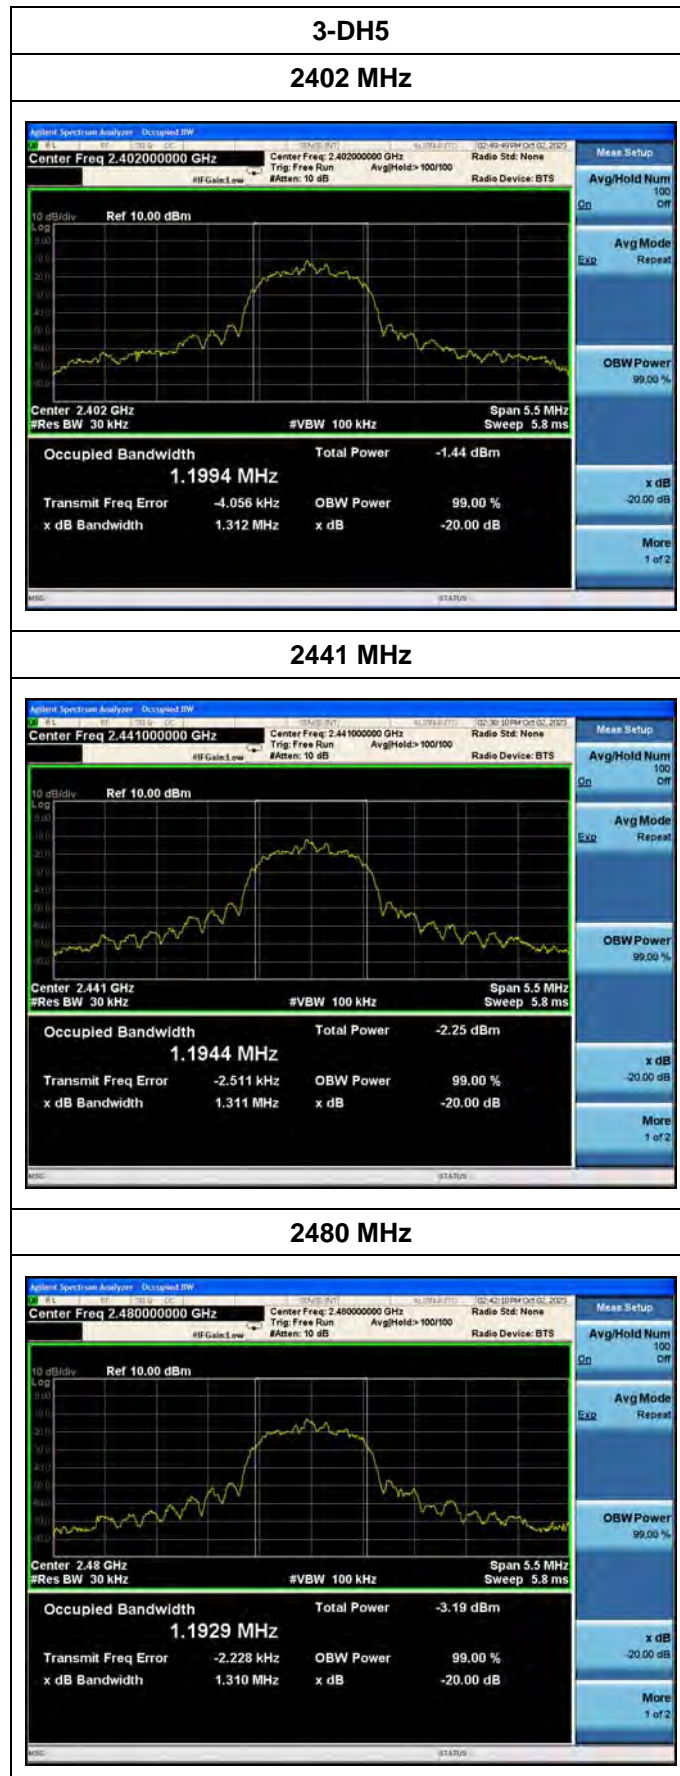 3-DH5
2402 MHz
Agilent Spectrum Analyzer Occupied BW
Center Freq 2.402000000 GHz
Center Freq: 2.402000000 GHz
Radio Std: None
Trig: Free Run Avg|Hold:> 100/100
#IFGain:Low #Atten: 10 dB Radio Device: BTS
10 dB/div Ref 10.00 dBm
Log
Center 2.402 GHz Span 5.5 MHz
#Res BW 30 kHz #VBW 100 kHz Sweep 5.8 ms
Occupied Bandwidth Total Power -1.44 dBm
1.1994 MHz
Transmit Freq Error -4.056 kHz OBW Power 99.00 %
x dB Bandwidth 1.312 MHz x dB -20.00 dB
MSG STATUS
Meas Setup
Avg/Hold Num
100
On Off
Avg Mode
Exp Repeat
OBW Power
99.00 %
x dB
-20.00 dB
More
1 of 2
2441 MHz
Agilent Spectrum Analyzer Occupied BW
Center Freq 2.441000000 GHz
Center Freq: 2.441000000 GHz
Radio Std: None
Trig: Free Run Avg|Hold:> 100/100
#IFGain:Low #Atten: 10 dB Radio Device: BTS
10 dB/div Ref 10.00 dBm
Log
Center 2.441 GHz Span 5.5 MHz
#Res BW 30 kHz #VBW 100 kHz Sweep 5.8 ms
Occupied Bandwidth Total Power -2.25 dBm
1.1944 MHz
Transmit Freq Error -2.511 kHz OBW Power 99.00 %
x dB Bandwidth 1.311 MHz x dB -20.00 dB
MSG STATUS
Meas Setup
Avg/Hold Num
100
On Off
Avg Mode
Exp Repeat
OBW Power
99.00 %
x dB
-20.00 dB
More
1 of 2
2480 MHz
Agilent Spectrum Analyzer Occupied BW
Center Freq 2.480000000 GHz
Center Freq: 2.480000000 GHz
Radio Std: None
Trig: Free Run Avg|Hold:> 100/100
#IFGain:Low #Atten: 10 dB Radio Device: BTS
10 dB/div Ref 10.00 dBm
Log
Center 2.48 GHz Span 5.5 MHz
#Res BW 30 kHz #VBW 100 kHz Sweep 5.8 ms
Occupied Bandwidth Total Power -3.19 dBm
1.1929 MHz
Transmit Freq Error -2.228 kHz OBW Power 99.00 %
x dB Bandwidth 1.310 MHz x dB -20.00 dB
MSG STATUS
Meas Setup
Avg/Hold Num
100
On Off
Avg Mode
Exp Repeat
OBW Power
99.00 %
x dB
-20.00 dB
More
1 of 2